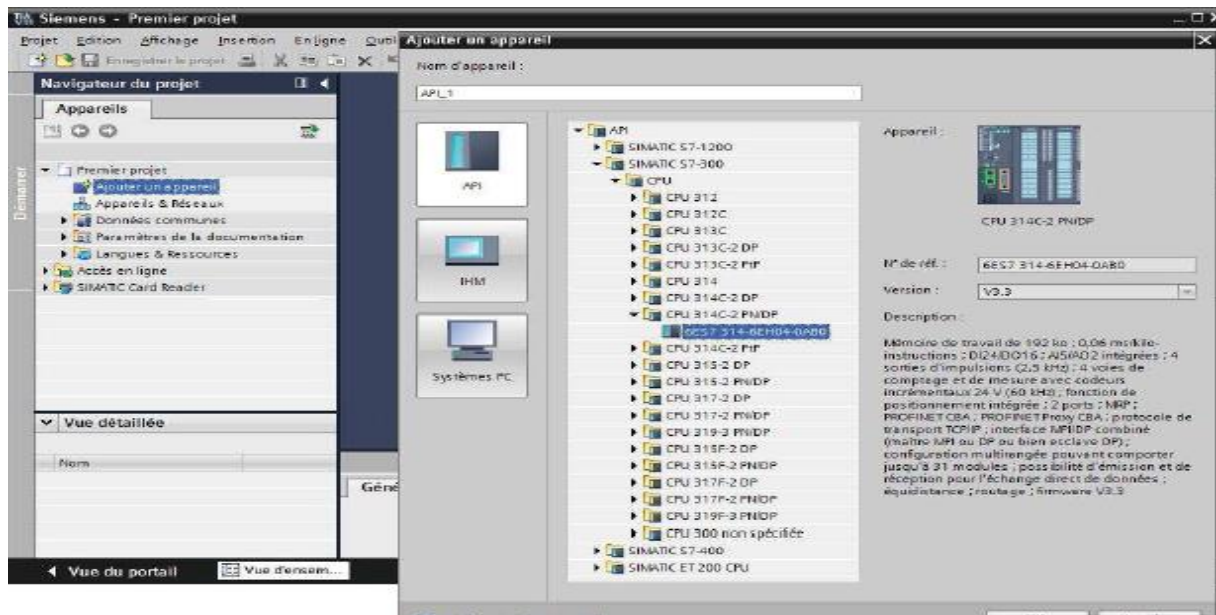 Siemens - Premier projet
Projet Edition Affichage Insertion En ligne Outil
Enregistrer le projet
Navigateur du projet
Appareils
Démarrer
Premier projet
Ajouter un appareil
Appareils & Réseaux
Données communes
Paramètres de la documentation
Langues & Ressources
Accès en ligne
SIMATIC Card Reader
Vue détaillée
Nom
Géné
Vue du portail
Vue d'ensem...
Ajouter un appareil
Nom d'appareil :
API_1
API
IHM
Systèmes PC
API
SIMATIC S7-1200
SIMATIC S7-300
CPU
CPU 312
CPU 312C
CPU 313C
CPU 313C-2 DP
CPU 313C-2 PtP
CPU 314
CPU 314C-2 DP
CPU 314C-2 PN/DP
6ES7 314-6EH04-0AB0
CPU 314C-2 PtP
CPU 315-2 DP
CPU 315-2 PN/DP
CPU 317-2 DP
CPU 317-2 PN/DP
CPU 319-3 PN/DP
CPU 315F-2 DP
CPU 315F-2 PN/DP
CPU 317F-2 DP
CPU 317F-2 PN/DP
CPU 319F-3 PN/DP
CPU 300 non spécifiée
SIMATIC S7-400
SIMATIC ET 200 CPU
Appareil :
CPU 314C-2 PN/DP
N° de réf. :
6ES7 314-6EH04-0AB0
Version :
V3.3
Description :
Mémoire de travail de 192 ko ; 0,06 ms/kilo-
instructions ; DI24/DO16 ; AI5/AO2 intégrées ; 4
sorties d'impulsions (2,5 kHz) ; 4 voies de
comptage et de mesure avec codeurs
incrémentaux 24 V (60 kHz) ; fonction de
positionnement intégrée ; 2 ports ; MRP ;
PROFINET CBA ; PROFINET Proxy CBA ; protocole de
transport TCP/IP ; interface MPI/DP combiné
(maître MPI ou DP ou bien esclave DP) ;
configuration multirangée pouvant comporter
jusqu'à 31 modules ; possibilité d'émission et de
réception pour l'échange direct de données ;
équidistance ; routage ; firmware V3.3